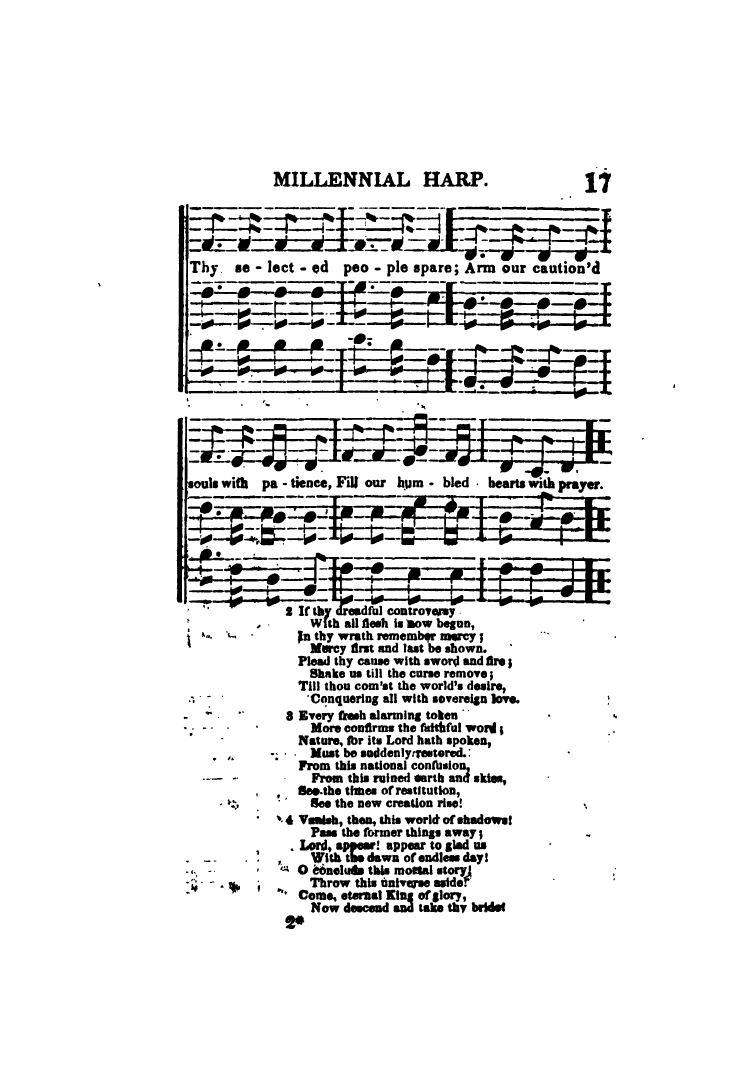 MILLENNIAL HARP. 17
Thy se - lect - ed peo - ple spare; Arm our caution'd
souls with pa - tience, Fill our hum - bled hearts with prayer.
2 If thy dreadful controversy
With all flesh is now begun,
In thy wrath remember mercy;
Mercy first and last be shown.
Plead thy cause with sword and fire;
Shake us till the curse remove;
Till thou com'st the world's desire,
Conquering all with sovereign love.
3 Every fresh alarming token
More confirms the faithful word;
Nature, for its Lord hath spoken,
Must be suddenly restored.
From this national confusion,
From this ruined earth and skies,
See the times of restitution,
See the new creation rise!
4 Vanish, then, this world of shadows!
Pass the former things away;
Lord, appear! appear to glad us
With the dawn of endless day!
O conclude this mortal story!
Throw this universe aside!
Come, eternal King of glory,
Now descend and take thy bride!
2*